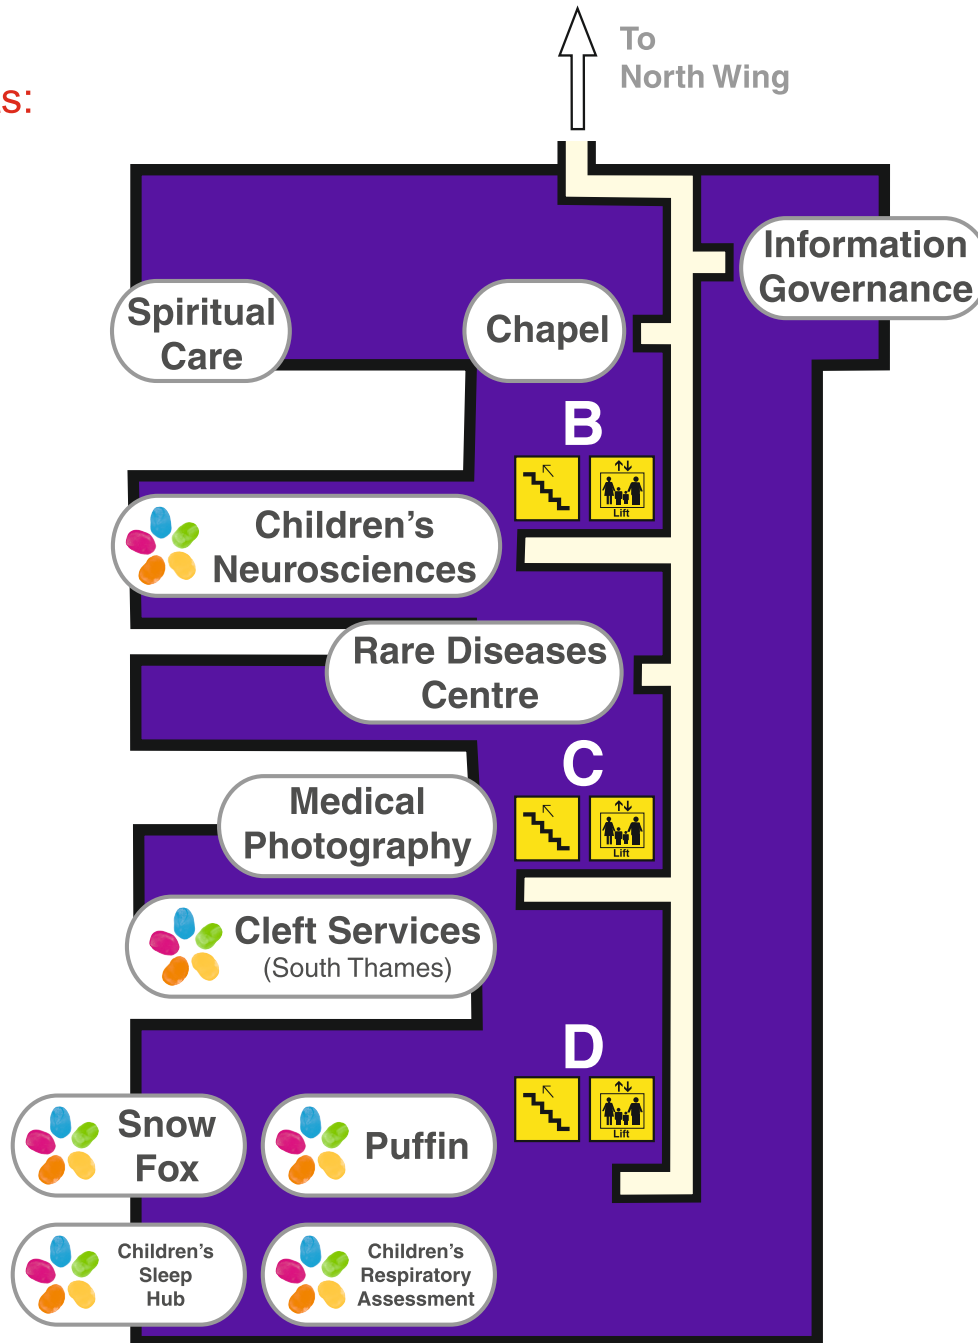 To
North Wing
s:
Information
Governance
Spiritual
Care
Chapel
B
Lift
Children’s
Neurosciences
Rare Diseases
Centre
C
Medical
Photography
Lift
Cleft Services
(South Thames)
D
Lift
Snow
Fox
Puffin
Children’s
Sleep
Hub
Children’s
Respiratory
Assessment